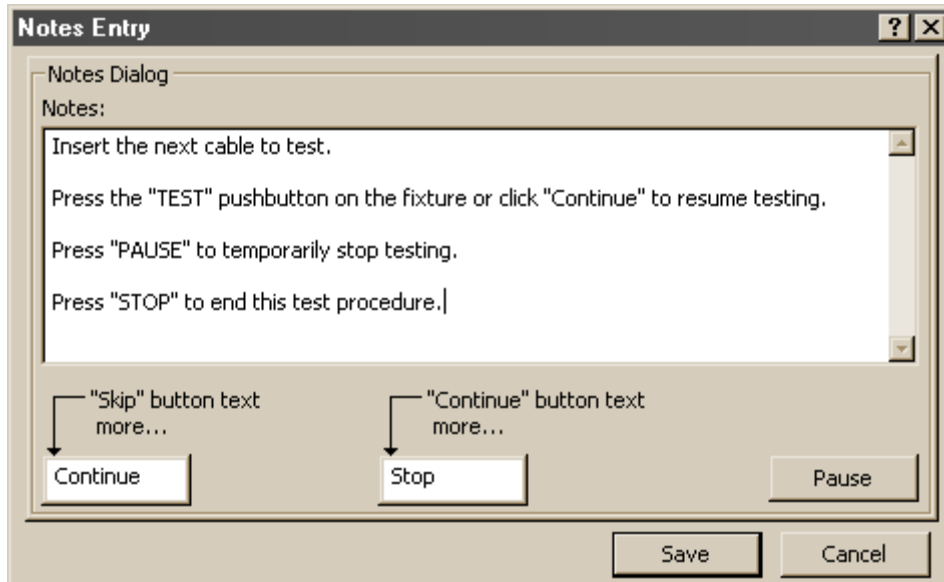 Notes Entry
Notes Dialog
Notes:
Insert the next cable to test.
Press the "TEST" pushbutton on the fixture or click "Continue" to resume testing.
Press "PAUSE" to temporarily stop testing.
Press "STOP" to end this test procedure.
"Skip" button text
more...
"Continue" button text
more...
Continue
Stop
Pause
Save
Cancel